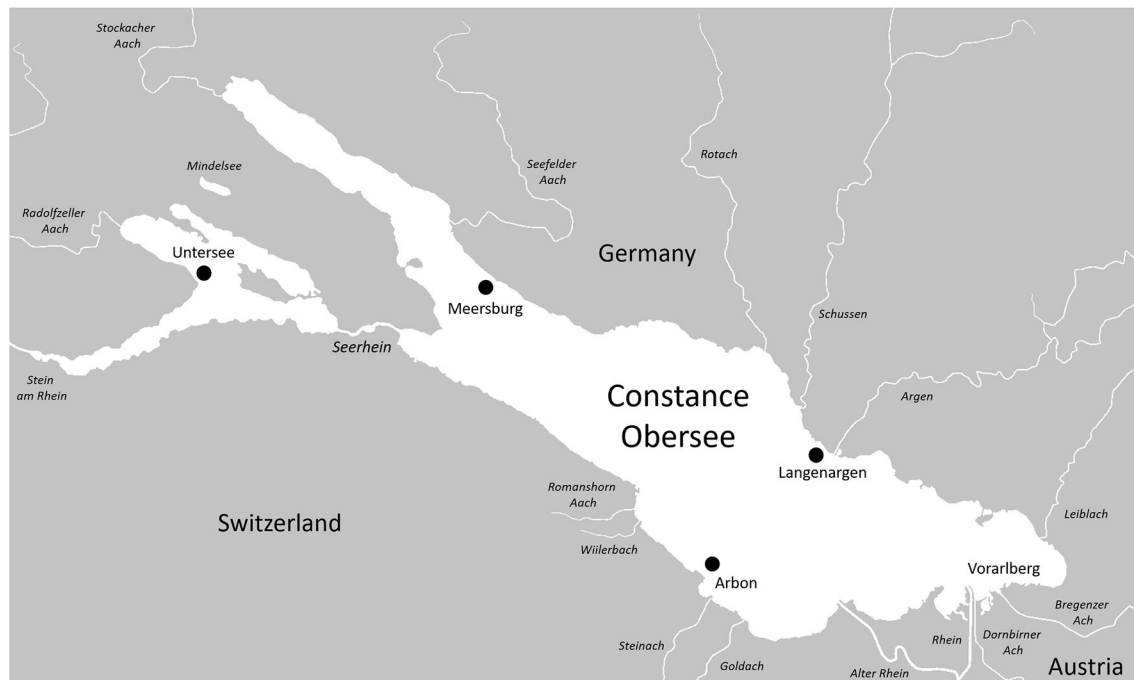 Stockacher
Aach
Mindelsee
Seefelder
Aach
Rotach
Radolfzeller
Aach
Untersee
Germany
Meersburg
Schussen
Seerhein
Stein
am Rhein
Constance
Obersee
Argen
Langenargen
Romanshorn
Aach
Switzerland
Leiblach
Wiilerbach
Vorarlberg
Arbon
Bregenzer
Ach
Steinach
Rhein
Dornbirner
Ach
Goldach
Alter Rhein
Austria